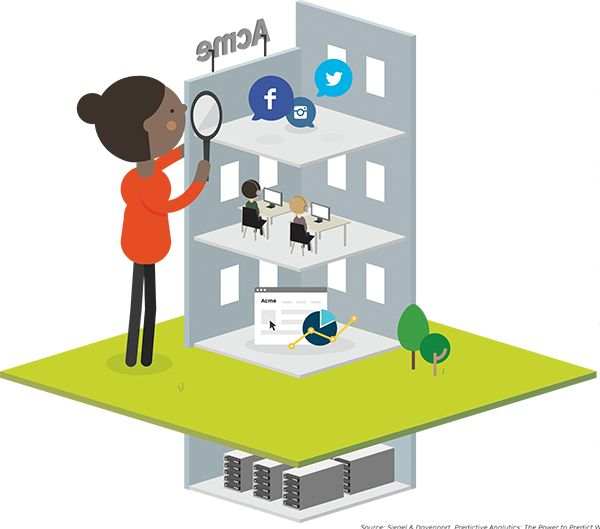 Acme
Acme
Source: Siegel & Davenport, Predictive Analytics: The Power to Predict W